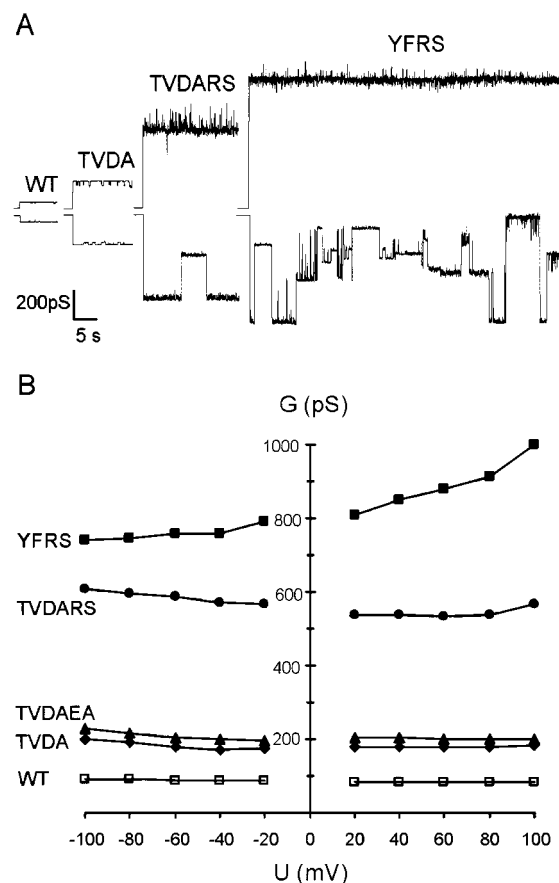 A
YFRS
TVDARS
TVDA
WT
200pS
5 s
B
G (pS)
1000
800
YFRS
600
TVDARS
400
TVDAEA
TVDA
200
WT
-100 -80 -60 -40 -20 0 20 40 60 80 100
U (mV)